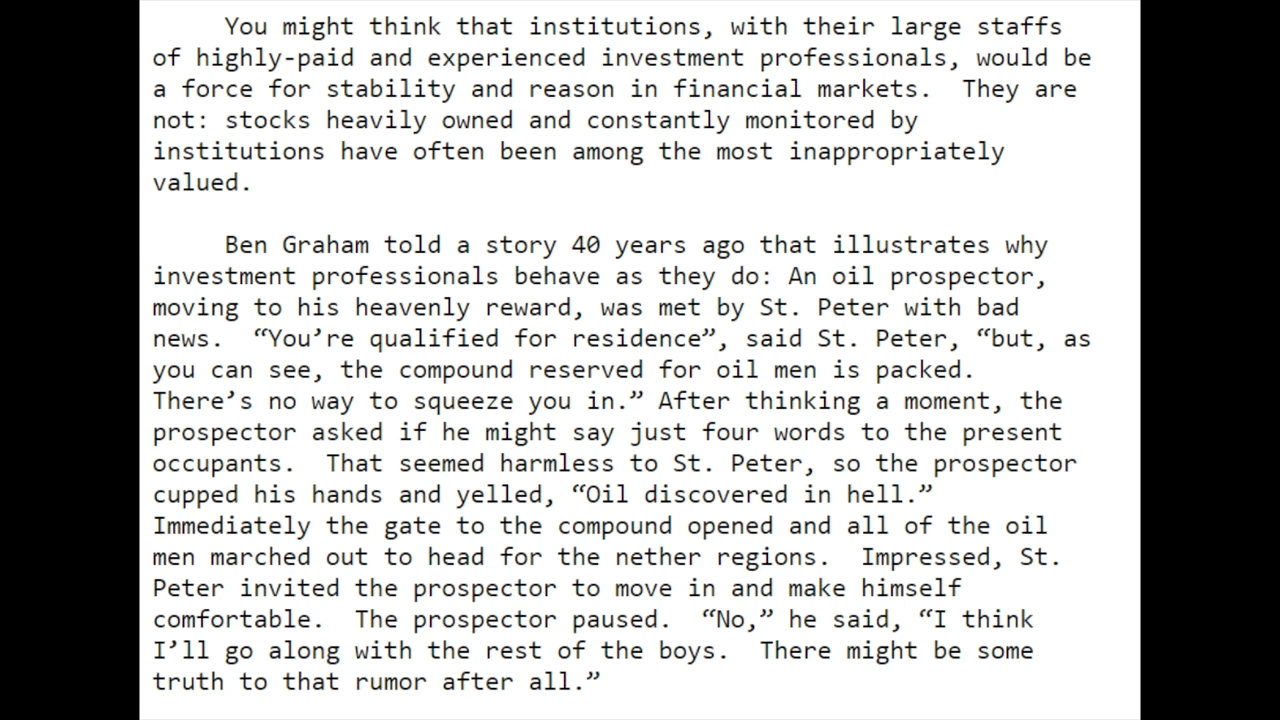 You might think that institutions, with their large staffs
of highly-paid and experienced investment professionals, would be
a force for stability and reason in financial markets.  They are
not: stocks heavily owned and constantly monitored by
institutions have often been among the most inappropriately
valued.
Ben Graham told a story 40 years ago that illustrates why
investment professionals behave as they do: An oil prospector,
moving to his heavenly reward, was met by St. Peter with bad
news.  “You’re qualified for residence”, said St. Peter, “but, as
you can see, the compound reserved for oil men is packed.
There’s no way to squeeze you in.” After thinking a moment, the
prospector asked if he might say just four words to the present
occupants.  That seemed harmless to St. Peter, so the prospector
cupped his hands and yelled, “Oil discovered in hell.”
Immediately the gate to the compound opened and all of the oil
men marched out to head for the nether regions.  Impressed, St.
Peter invited the prospector to move in and make himself
comfortable.  The prospector paused.  “No,” he said, “I think
I’ll go along with the rest of the boys.  There might be some
truth to that rumor after all.”